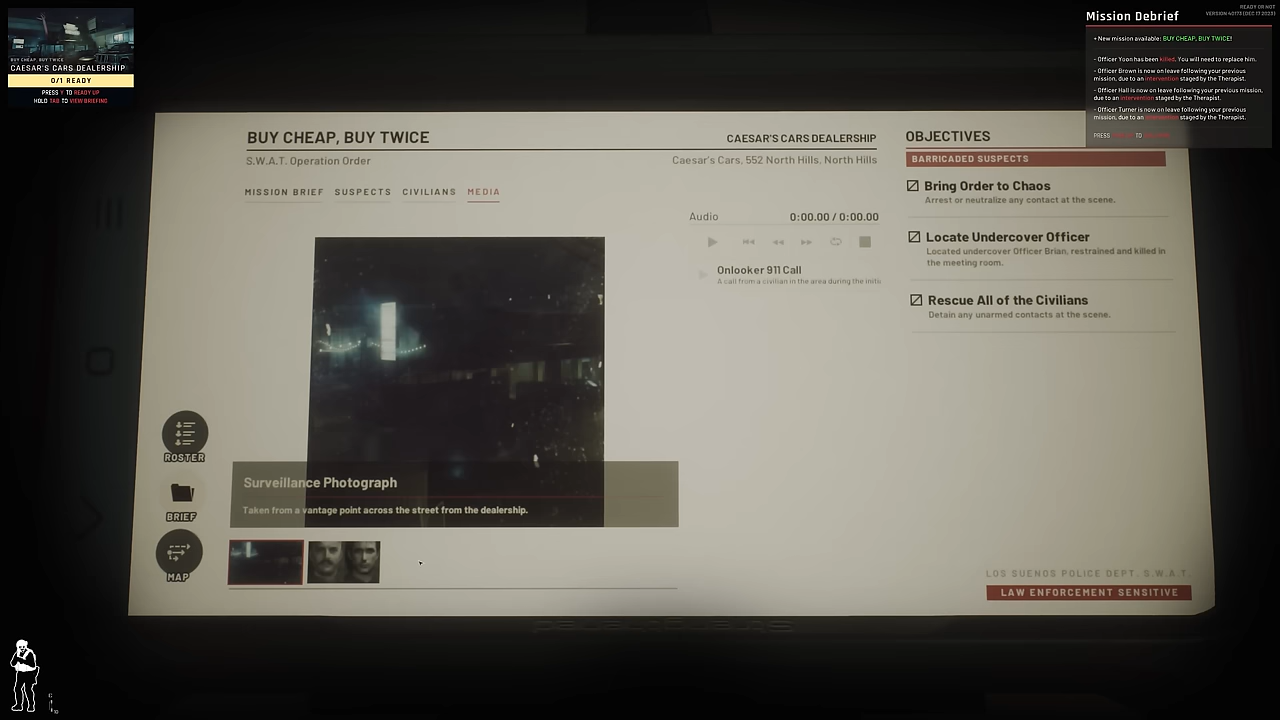 BUY CHEAP, BUY TWICE
CAESAR'S CARS DEALERSHIP
0/1 READY
PRESS Y TO READY UP
HOLD TAB TO VIEW BRIEFING
READY OR NOT
Mission Debrief
+ New mission available: BUY CHEAP, BUY TWICE!
- Officer Yoon has been killed. You will need to replace him.
- Officer Brown is now on leave following your previous
mission, due to an intervention staged by the Therapist.
- Officer Hall is now on leave following your previous mission,
due to an intervention staged by the Therapist.
- Officer Turner is now on leave following your previous
mission, due to an intervention staged by the Therapist.
PRESS
TO
BUY CHEAP, BUY TWICE
CAESAR'S CARS DEALERSHIP
S.W.A.T. Operation Order
Caesar's Cars, 552 North Hills, North Hills
MISSION BRIEF SUSPECTS CIVILIANS MEDIA
Audio 0:00.00 / 0:00.00
Onlooker 911 Call
A call from a civilian in the area during the
Surveillance Photograph
Taken from a vantage point across the street from the dealership.
ROSTER
BRIEF
MAP
OBJECTIVES
BARRICADED SUSPECTS
Bring Order to Chaos
Arrest or neutralize any contact at the scene.
Locate Undercover Officer
Located undercover Officer Brian, restrained and killed in
the meeting room.
Rescue All of the Civilians
Detain any unarmed contacts at the scene.
LOS SUENOS POLICE DEPT. S.W.A.T.
LAW ENFORCEMENT SENSITIVE